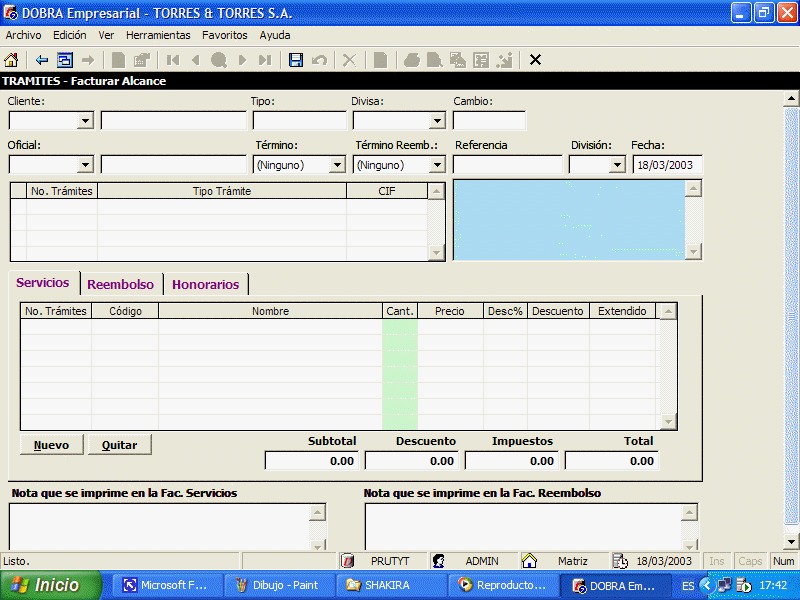 DOBRA Empresarial - TORRES & TORRES S.A.
Archivo Edición Ver Herramientas Favoritos Ayuda
TRAMITES - Facturar Alcance
Cliente: Tipo: Divisa: Cambio:
Oficial: Término: Término Reemb.: Referencia División: Fecha:
(Ninguno) (Ninguno) 18/03/2003
No. Trámites Tipo Trámite CIF
Servicios Reembolso Honorarios
No. Trámites Código Nombre Cant. Precio Desc% Descuento Extendido
Nuevo Quitar
Subtotal Descuento Impuestos Total
0.00 0.00 0.00 0.00
Nota que se imprime en la Fac. Servicios Nota que se imprime en la Fac. Reembolso
Listo. PRUTYT ADMIN Matriz 18/03/2003 Ins Caps Num
Inicio Microsoft F... Dibujo - Paint SHAKIRA Reproducto... DOBRA Em... ES 17:42